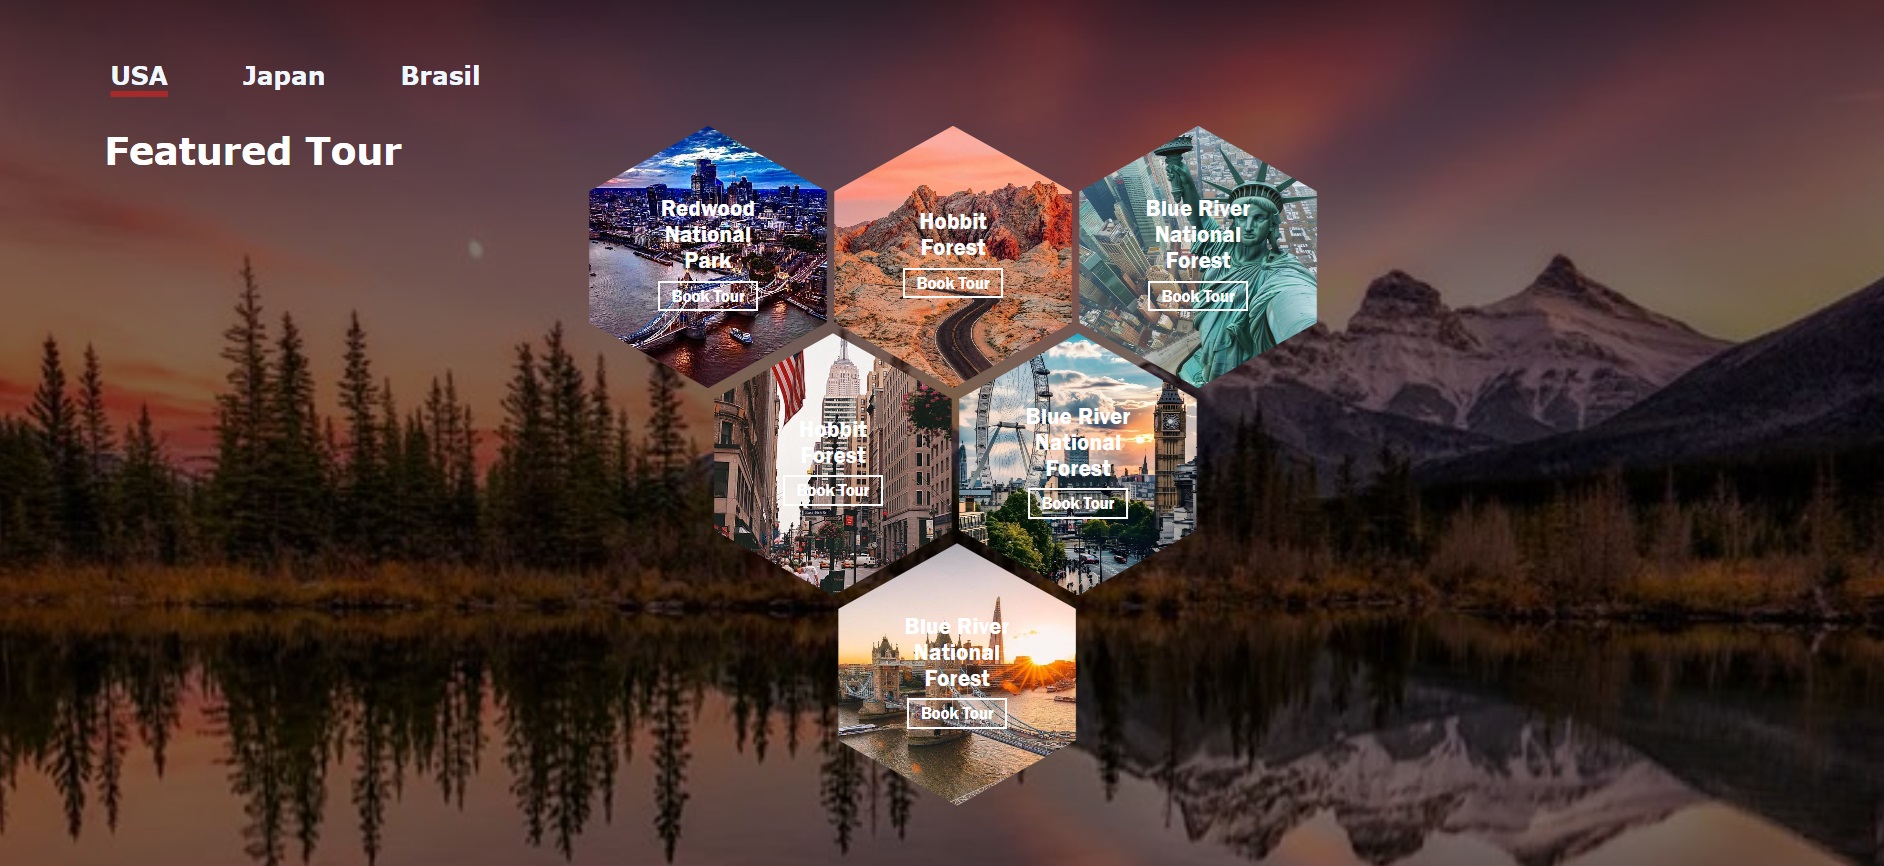 USA Japan Brasil
Featured Tour
Redwood
National
Park
Book Tour
Hobbit
Forest
Book Tour
Blue River
National
Forest
Book Tour
Hobbit
Forest
Book Tour
Blue River
National
Forest
Book Tour
Blue River
National
Forest
Book Tour